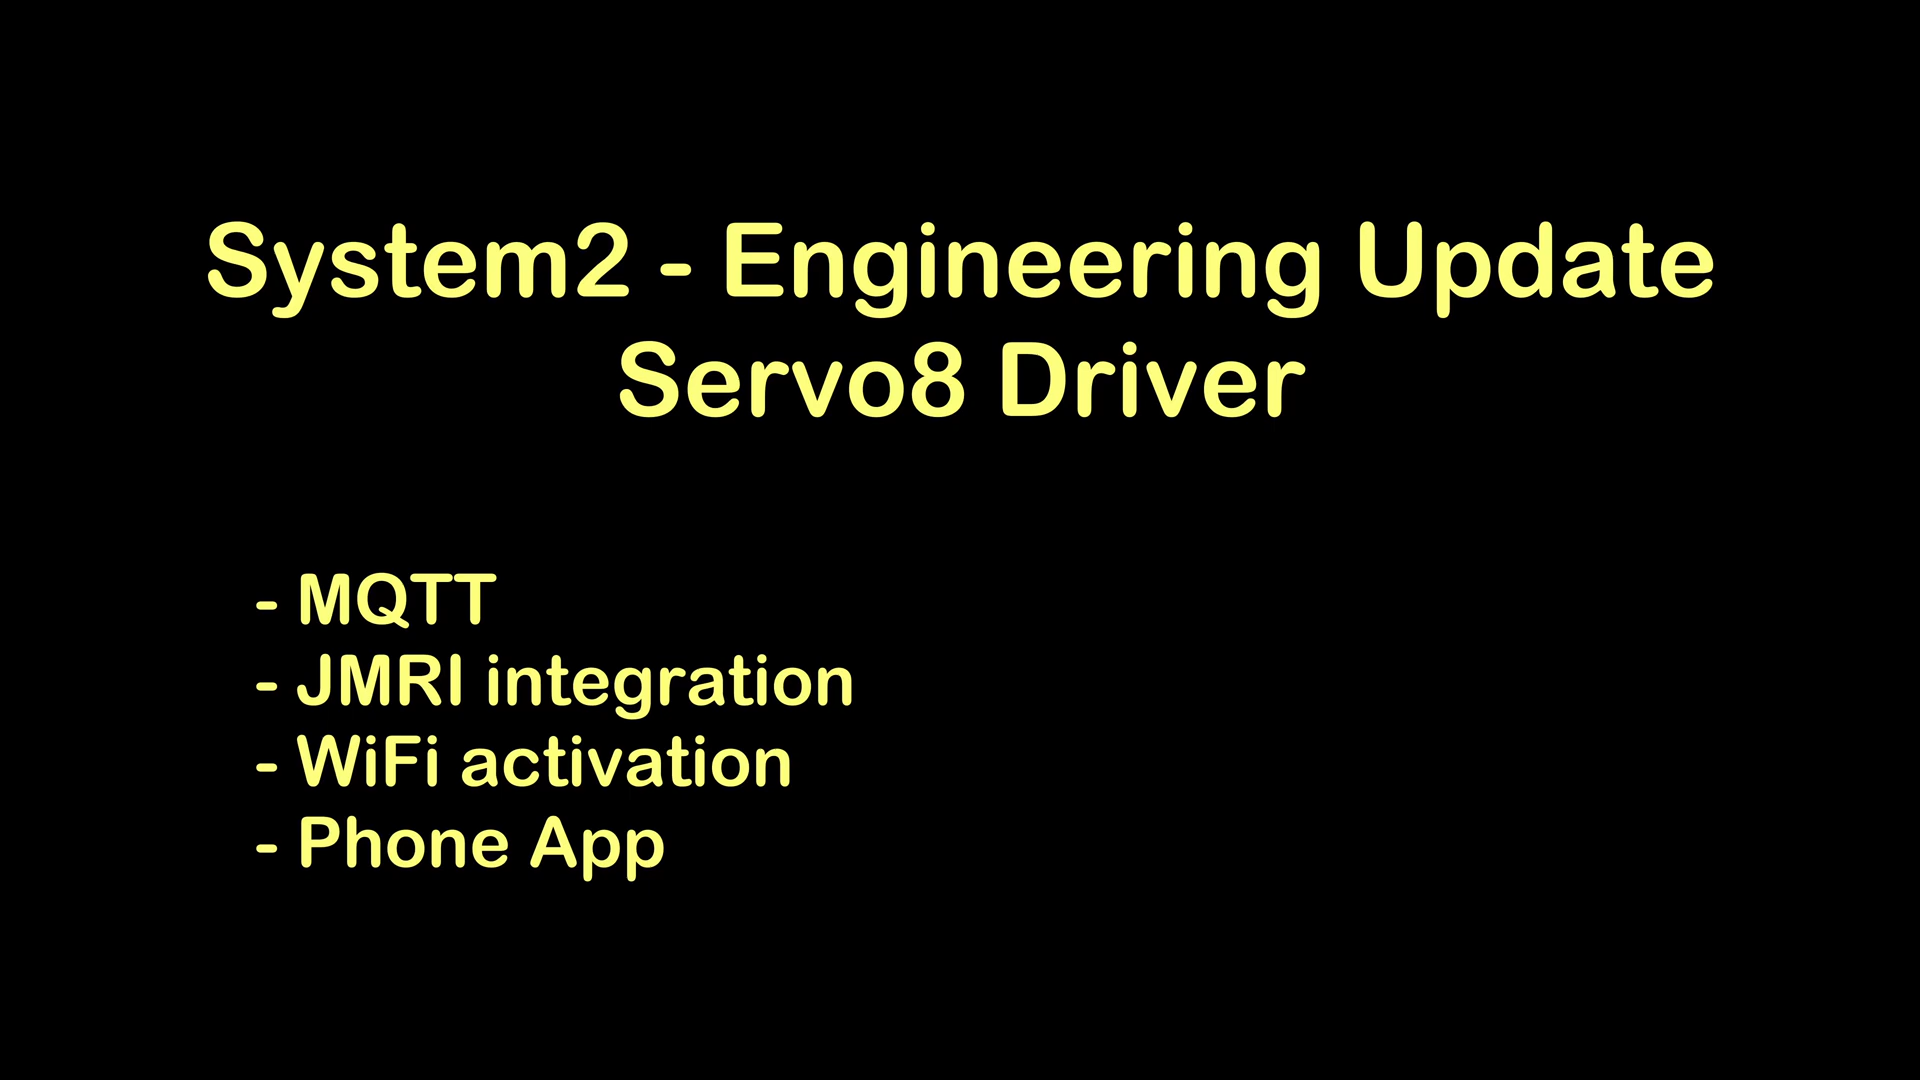 System2 - Engineering Update
Servo8 Driver
- MQTT
- JMRI integration
- WiFi activation
- Phone App